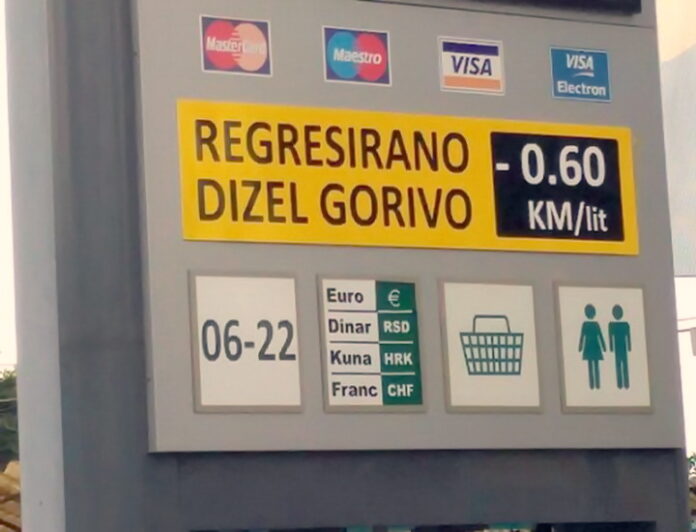 MasterCard
Maestro
VISA
VISA
Electron
REGRESIRANO
DIZEL GORIVO
- 0.60
KM/lit
06-22
Euro €
Dinar RSD
Kuna HRK
Franc CHF